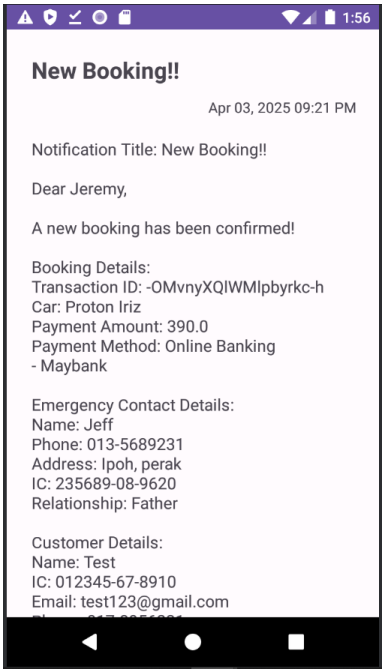 1:56
New Booking!!
Apr 03, 2025 09:21 PM
Notification Title: New Booking!!
Dear Jeremy,
A new booking has been confirmed!
Booking Details:
Transaction ID: -OMvnyXQlWMlpbyrkc-h
Car: Proton Iriz
Payment Amount: 390.0
Payment Method: Online Banking
- Maybank
Emergency Contact Details:
Name: Jeff
Phone: 013-5689231
Address: Ipoh, perak
IC: 235689-08-9620
Relationship: Father
Customer Details:
Name: Test
IC: 012345-67-8910
Email: test123@gmail.com